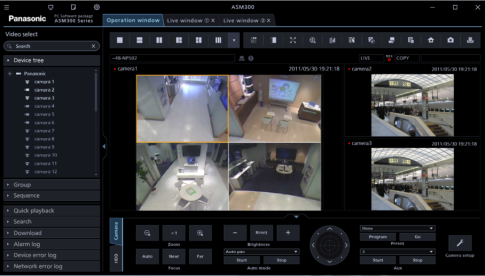 ASM300
Panasonic
PC Software package
ASM300 Series
Operation window
Live window ① X
Live window ② X
Video select
Search
Device tree
Panasonic
camera 1
camera 2
camera 3
camera 4
camera 5
camera 6
camera 7
camera 8
camera 9
camera 10
camera 11
camera 12
Group
Sequence
Quick playback
Search
Download
Alarm log
Device error log
Network error log
LIVE
COPY
camera1
2011/05/30 19:21:18
camera2
2011/05/30 19:21:18
camera3
2011/05/30 19:21:18
Camera
HDD
×1
Zoom
Auto
Near
Far
Focus
Reset
Brightness
Auto pan
Start
Stop
Auto mode
None
Program
Go
Preset
1
Start
Stop
Aux
Camera setup